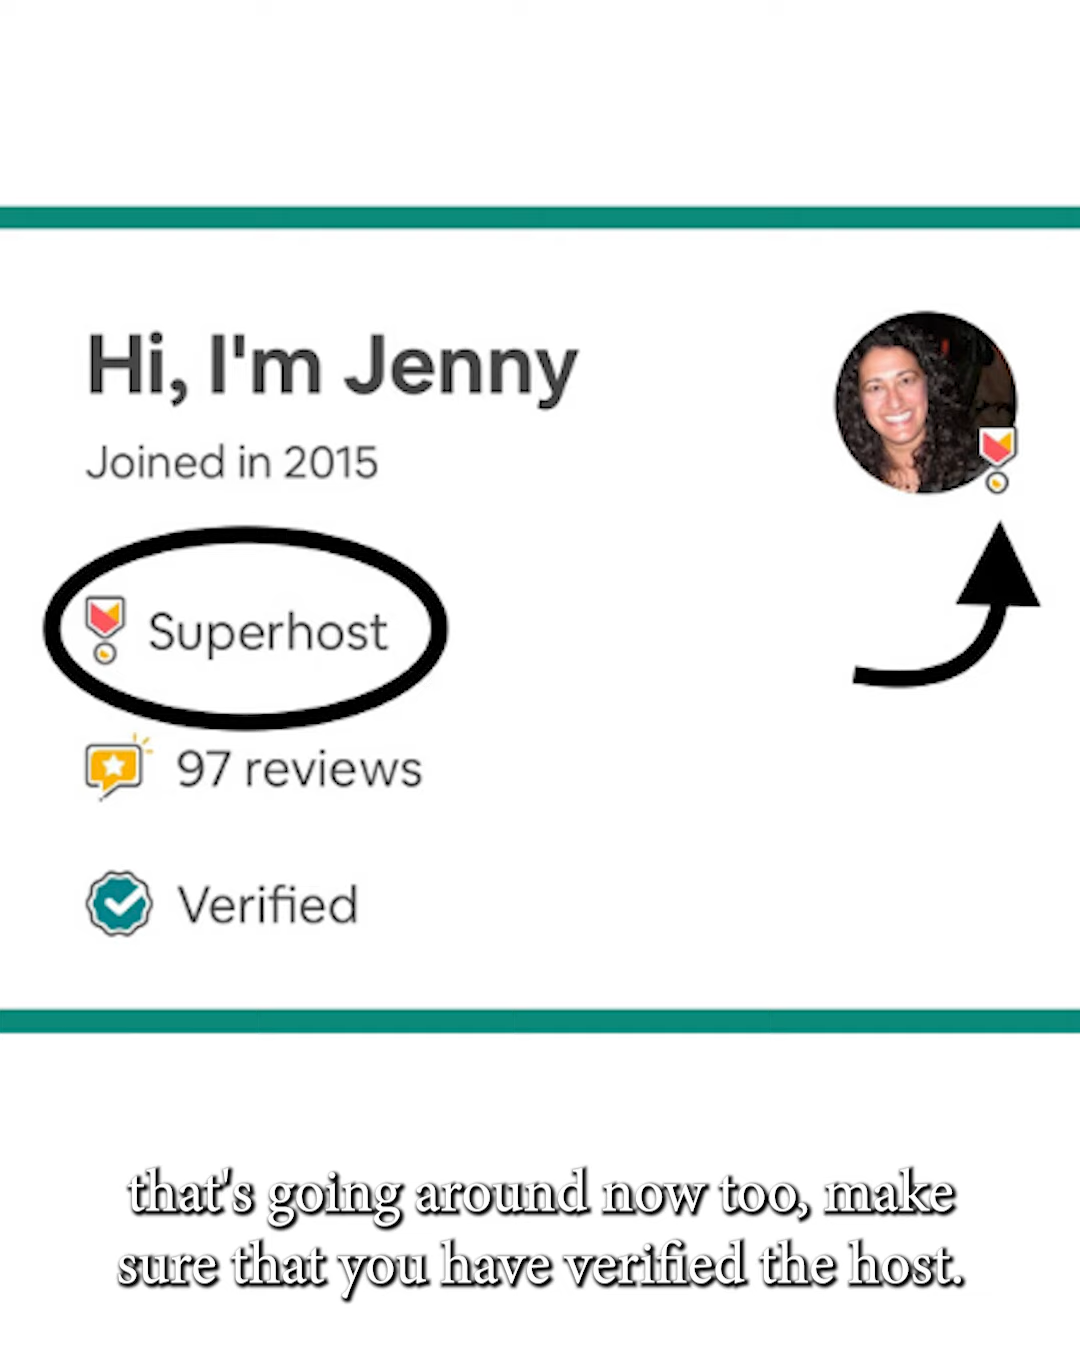 Hi, I'm Jenny
Joined in 2015
Superhost
97 reviews
Verified
that's going around now too, make
sure that you have verified the host.